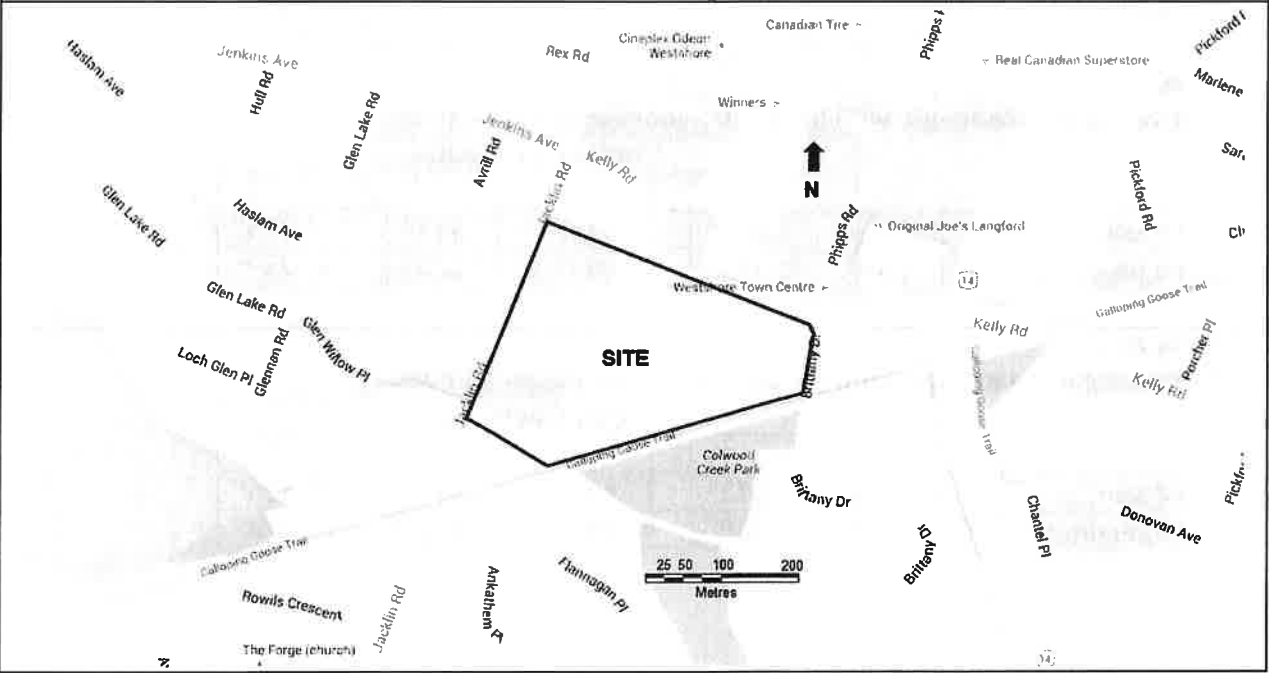 Haslam Ave
Jenkins Ave
Hull Rd
Glen Lake Rd
Rex Rd
Cineplex Odeon
Westshore
Canadian Tire
Phipps
Real Canadian Superstore
Pickford
Marlene
Winners
Jenkins Ave
Avrill Rd
Kelly Rd
Jacklin Rd
N
Pickford Rd
Glen Lake Rd
Haslam Ave
Phipps Rd
Original Joe's Langford
14
Westshore Town Centre
Glen Lake Rd
Glen Willow Pl
Loch Glen Pl
Glennan Rd
SITE
Brittany Dr
Galloping Goose Trail
Kelly Rd
Porcher Pl
Kelly Rd
Galloping Goose Trail
Jacklin Rd
Galloping Goose Trail
Colwood
Creek Park
Brittany Dr
Brittany Dr
Chantel Pl
Donovan Ave
Galloping Goose Trail
25 50 100 200
Metres
Rowils Crescent
Jacklin Rd
Ankathem Pl
Flannagan Pl
The Forge (church)
14